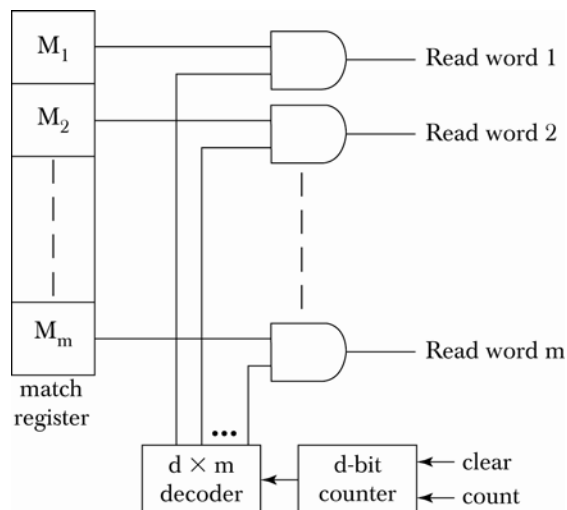 M₁
Read word 1
M₂
Read word 2
Mₘ
Read word m
match
register
...
d × m
decoder
d-bit
counter
clear
count